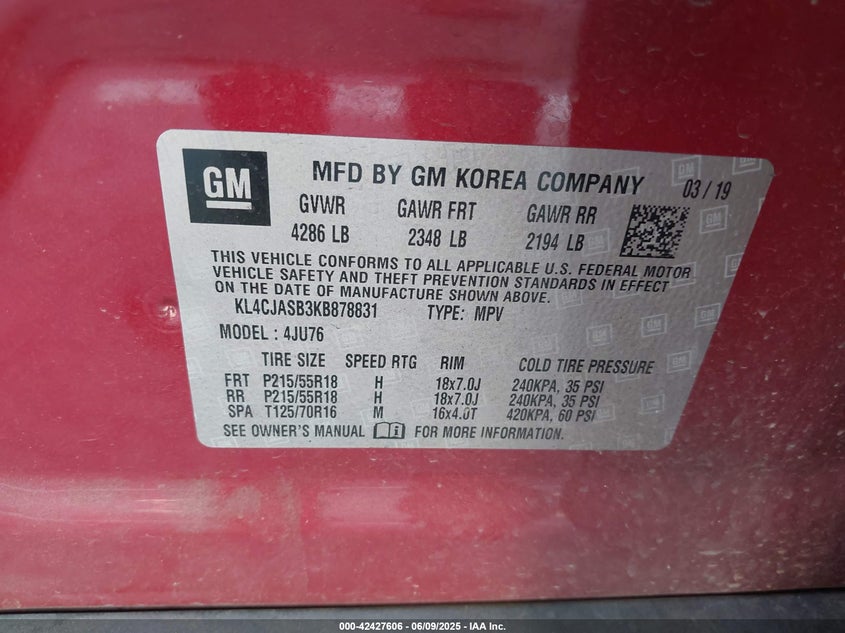 GM
MFD BY GM KOREA COMPANY 03/19
GVWR GAWR FRT GAWR RR
4286 LB 2348 LB 2194 LB
THIS VEHICLE CONFORMS TO ALL APPLICABLE U.S. FEDERAL MOTOR
VEHICLE SAFETY AND THEFT PREVENTION STANDARDS IN EFFECT
ON THE DATE OF MANUFACTURE SHOWN ABOVE.
KL4CJASB3KB878831 TYPE: MPV
MODEL : 4JU76
TIRE SIZE SPEED RTG RIM COLD TIRE PRESSURE
FRT P215/55R18 H 18x7.0J 240KPA, 35 PSI
RR P215/55R18 H 18x7.0J 240KPA, 35 PSI
SPA T125/70R16 M 16x4.0T 420KPA, 60 PSI
SEE OWNER'S MANUAL FOR MORE INFORMATION.
000-42427606 - 06/09/2025 - IAA Inc.